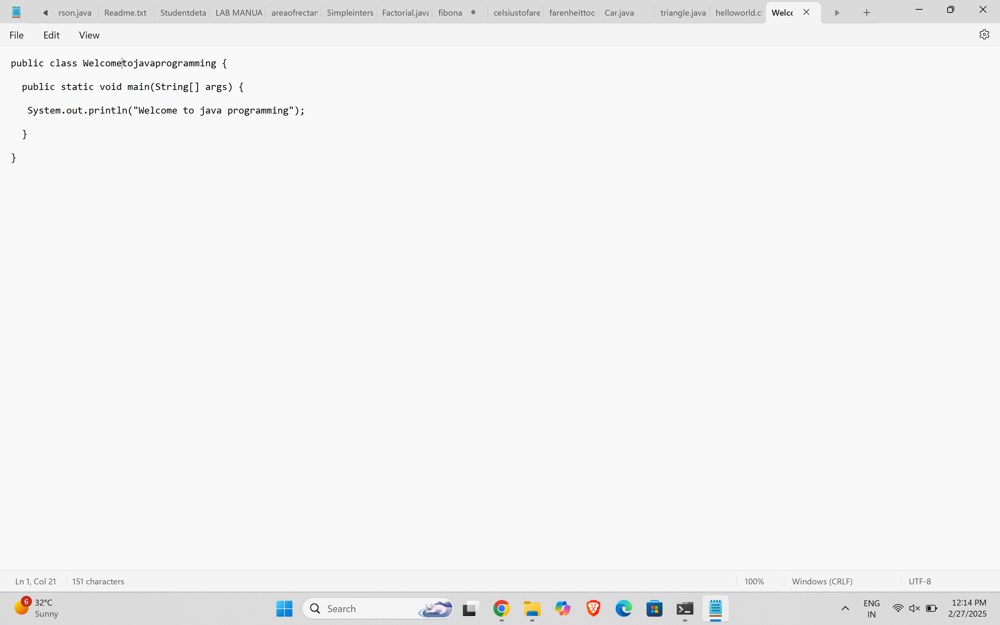 rson.java Readme.txt Studentdeta LAB MANUA areaofrectan Simpleinters Factorial.java fibona celsiustofare farenheittoc Car.java triangle.java helloworld.cl Welco
File Edit View
public class Welcometojavaprogramming {
public static void main(String[] args) {
System.out.println("Welcome to java programming");
}
}
Ln 1, Col 21 151 characters 100% Windows (CRLF) UTF-8
6 32°C Sunny
Search
ENG
IN
12:14 PM
2/27/2025